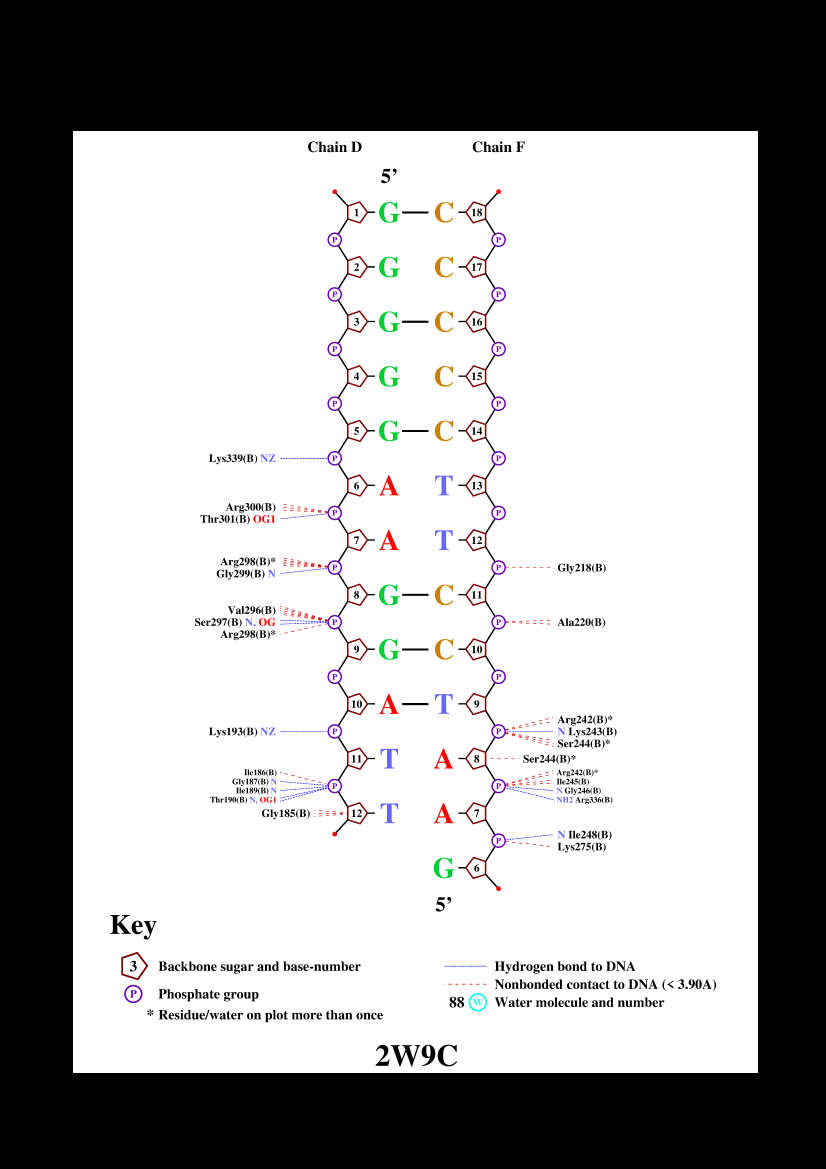 Chain D Chain F
5’
1 G C 18
P P
2 G C 17
P P
3 G C 16
P P
4 G C 15
P P
5 G C 14
Lys339(B) NZ P P
6 A T 13
Arg300(B)
P P
Thr301(B) OG1
7 A T 12
Arg298(B)*
P P Gly218(B)
Gly299(B) N
8 G C 11
Val296(B)
Ser297(B) N, OG P P Ala220(B)
Arg298(B)*
9 G C 10
P P
10 A T 9
Arg242(B)*
Lys193(B) NZ P P N Lys243(B)
Ser244(B)*
11 T A 8 Ser244(B)*
Ile186(B) Arg242(B)*
Gly187(B) N Ile245(B)
P P
Ile189(B) N N Gly246(B)
Thr190(B) N, OG1 NH2 Arg336(B)
Gly185(B) 12 T A 7
N Ile248(B)
P
Lys275(B)
G 6
5’
Key
3 Backbone sugar and base-number Hydrogen bond to DNA
Nonbonded contact to DNA (< 3.90A)
P Phosphate group
88 W Water molecule and number
* Residue/water on plot more than once
2W9C